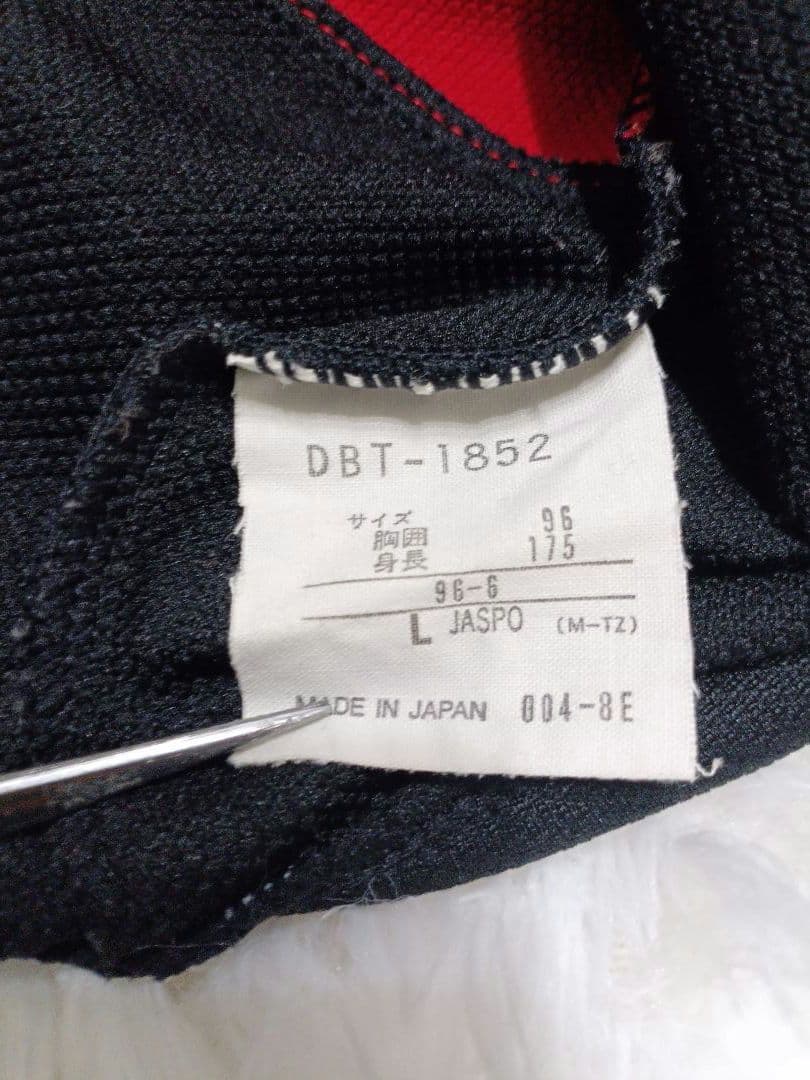 DBT-1852
サイズ
胸囲 96
身長 175
96-6
L JASPO (M-TZ)
MADE IN JAPAN 004-8E